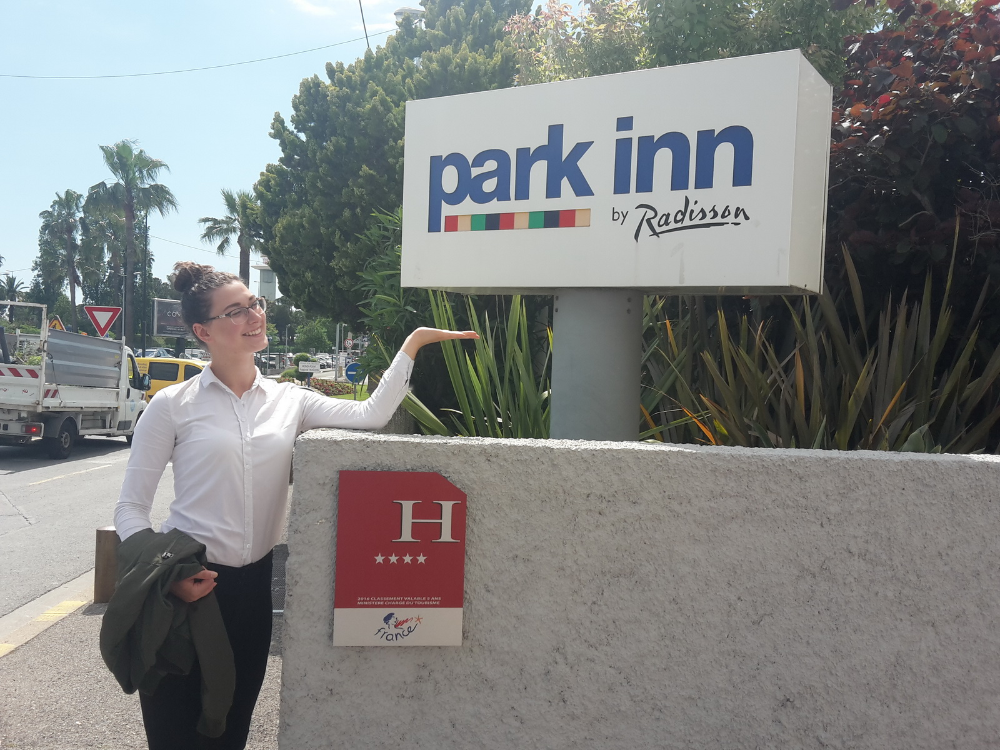 park inn
by Radisson
H
2016 CLASSEMENT VALABLE 5 ANS
MINISTERE CHARGE DU TOURISME
france